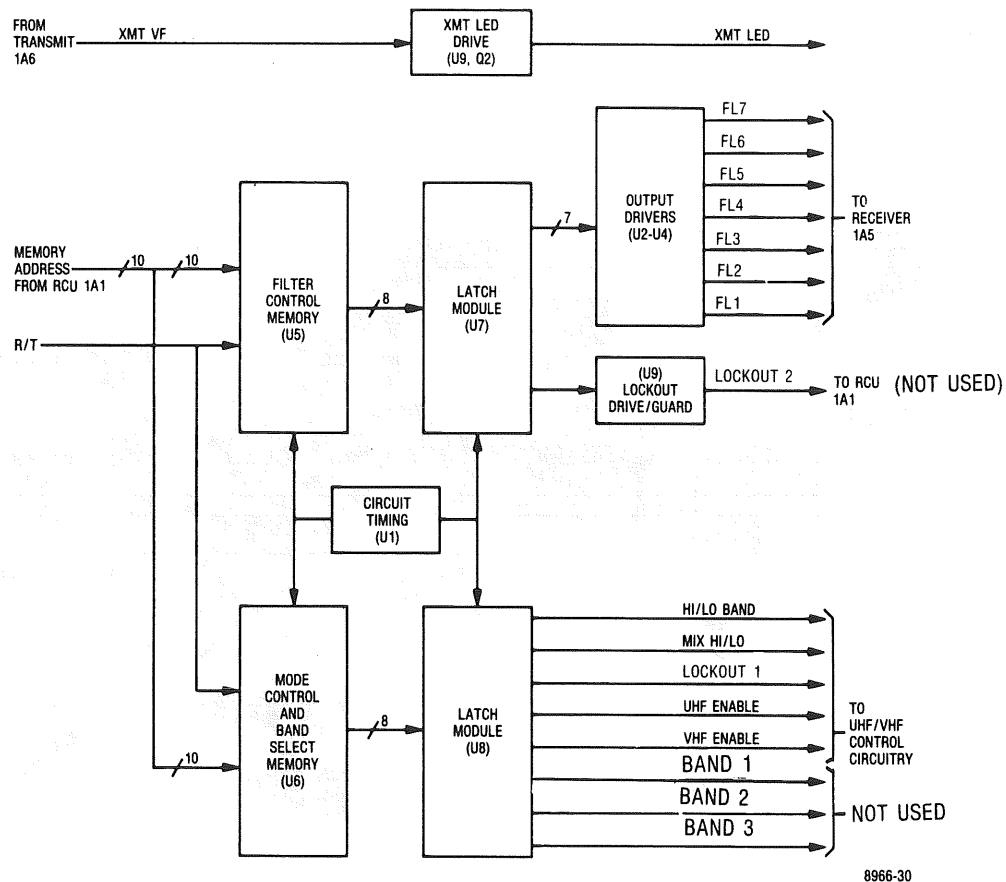 FROM
TRANSMIT
1A6
XMT VF
XMT LED
DRIVE
(U9, Q2)
XMT LED
MEMORY
ADDRESS
FROM RCU 1A1
10
10
R/T
FILTER
CONTROL
MEMORY
(U5)
8
LATCH
MODULE
(U7)
7
OUTPUT
DRIVERS
(U2-U4)
FL7
FL6
FL5
FL4
FL3
FL2
FL1
TO
RECEIVER
1A5
(U9)
LOCKOUT
DRIVE/GUARD
LOCKOUT 2
TO RCU (NOT USED)
1A1
CIRCUIT
TIMING
(U1)
10
MODE
CONTROL
AND
BAND
SELECT
MEMORY
(U6)
8
LATCH
MODULE
(U8)
HI/LO BAND
MIX HI/LO
LOCKOUT 1
UHF ENABLE
VHF ENABLE
BAND 1
BAND 2
BAND 3
TO
UHF/VHF
CONTROL
CIRCUITRY
NOT USED
8966-30